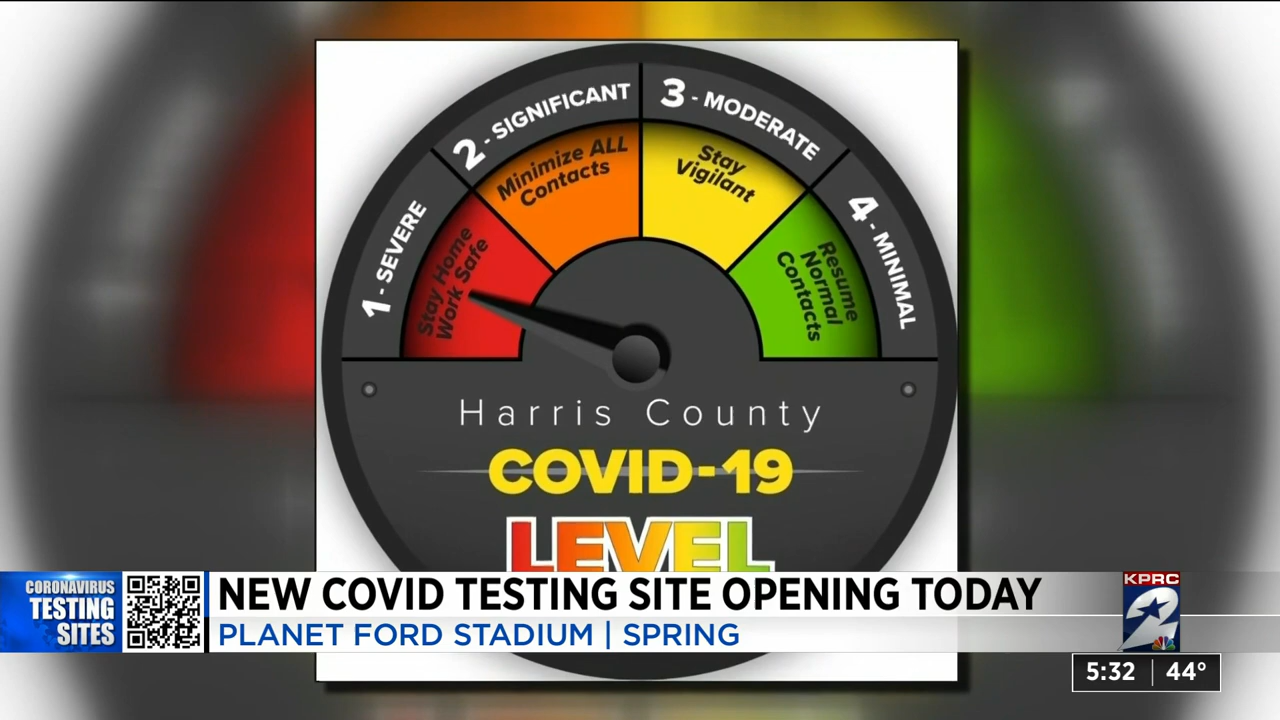 1 - SEVERE
2 - SIGNIFICANT
3 - MODERATE
4 - MINIMAL
Stay Home
Work Safe
Minimize ALL
Contacts
Stay
Vigilant
Resume
Normal
Contacts
Harris County
COVID-19
LEVEL
CORONAVIRUS
TESTING
SITES
NEW COVID TESTING SITE OPENING TODAY
PLANET FORD STADIUM | SPRING
KPRC
2
5:32 | 44°